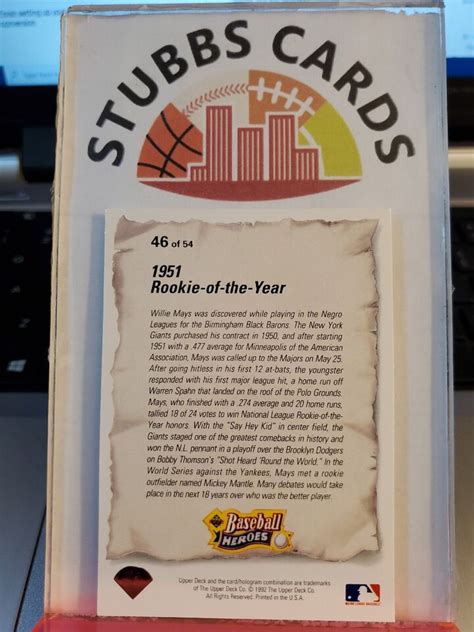 STUBBS CARDS
46 of 54
1951
Rookie-of-the-Year
Willie Mays was discovered while playing in the Negro
Leagues for the Birmingham Black Barons. The New York
Giants purchased his contract in 1950, and after starting
1951 with a .477 average for Minneapolis of the American
Association, Mays was called up to the Majors on May 25.
After going hitless in his first 12 at-bats, the youngster
responded with his first major league hit, a home run off
Warren Spahn that landed on the roof of the Polo Grounds.
Mays, who finished with a .274 average and 20 home runs,
tallied 18 of 24 votes to win National League Rookie-of-the-
Year honors. With the "Say Hey Kid" in center field, the
Giants staged one of the greatest comebacks in history and
won the N.L. pennant in a playoff over the Brooklyn Dodgers
on Bobby Thomson's "Shot Heard 'Round the World." In the
World Series against the Yankees, Mays met a rookie
outfielder named Mickey Mantle. Many debates would take
place in the next 18 years over who was the better player.
Baseball
HEROES
Upper Deck and the card/hologram combination are trademarks
of The Upper Deck Co. © 1992 The Upper Deck Co.
All Rights Reserved. Printed in the U.S.A.
MAJOR LEAGUE BASEBALL